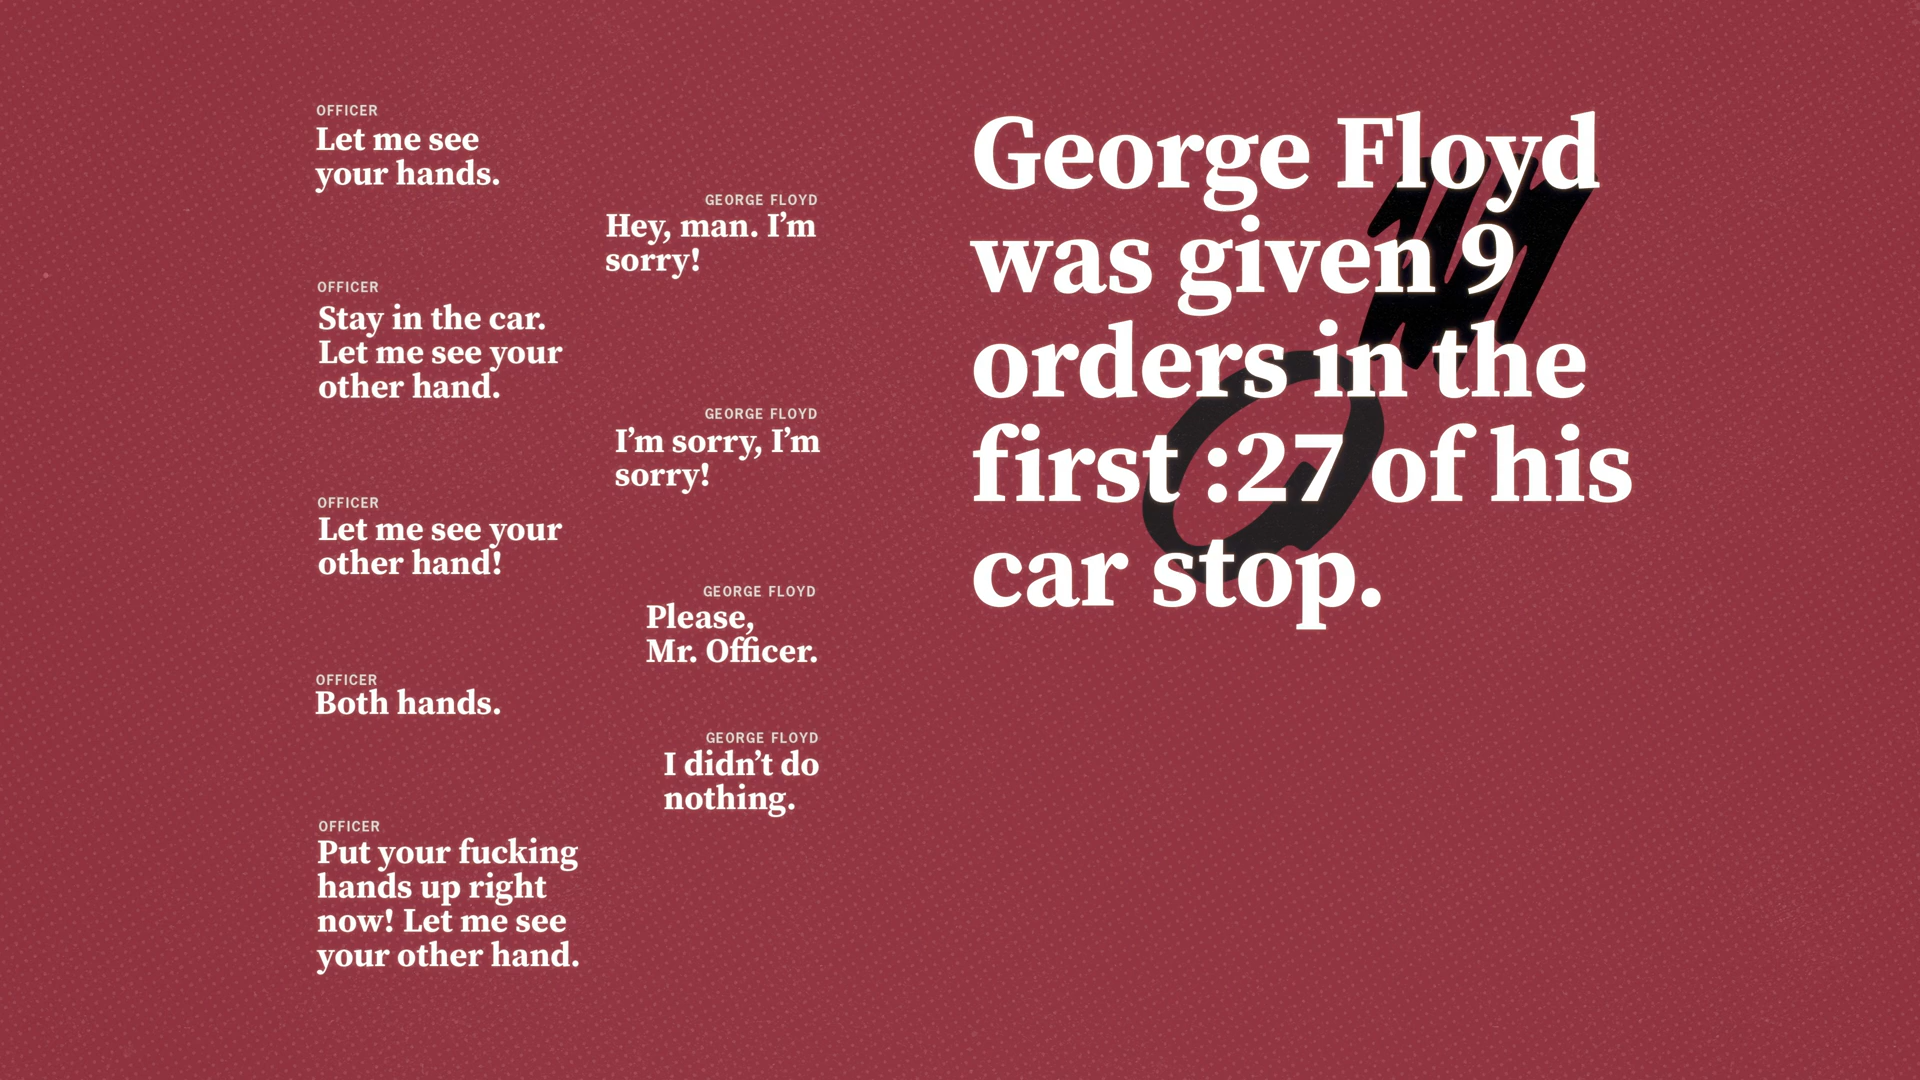 OFFICER
Let me see
your hands.
GEORGE FLOYD
Hey, man. I’m
sorry!
OFFICER
Stay in the car.
Let me see your
other hand.
GEORGE FLOYD
I’m sorry, I’m
sorry!
OFFICER
Let me see your
other hand!
GEORGE FLOYD
Please,
Mr. Officer.
OFFICER
Both hands.
GEORGE FLOYD
I didn’t do
nothing.
OFFICER
Put your fucking
hands up right
now! Let me see
your other hand.
George Floyd
was given 9
orders in the
first :27 of his
car stop.